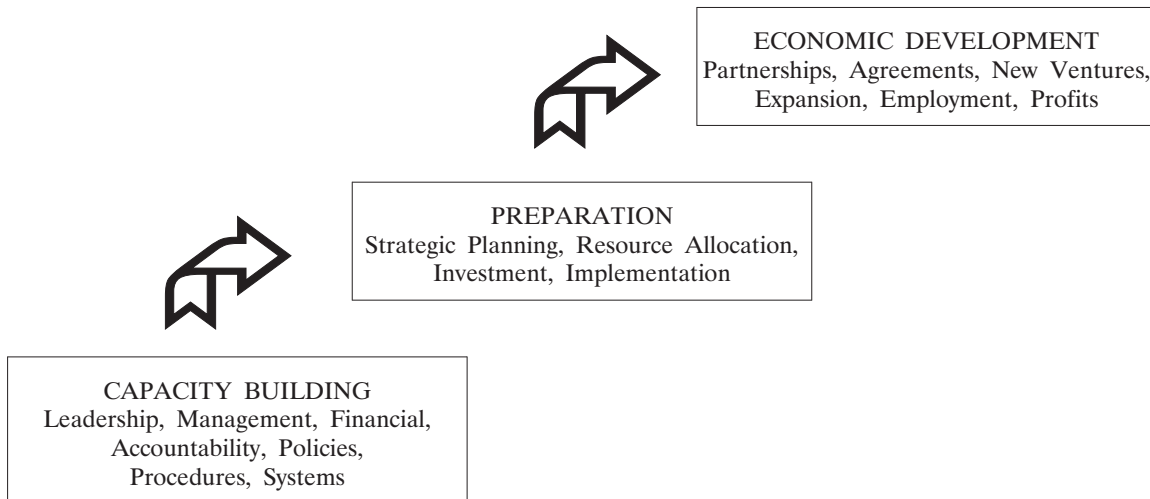 ECONOMIC DEVELOPMENT
Partnerships, Agreements, New Ventures,
Expansion, Employment, Profits
PREPARATION
Strategic Planning, Resource Allocation,
Investment, Implementation
CAPACITY BUILDING
Leadership, Management, Financial,
Accountability, Policies,
Procedures, Systems